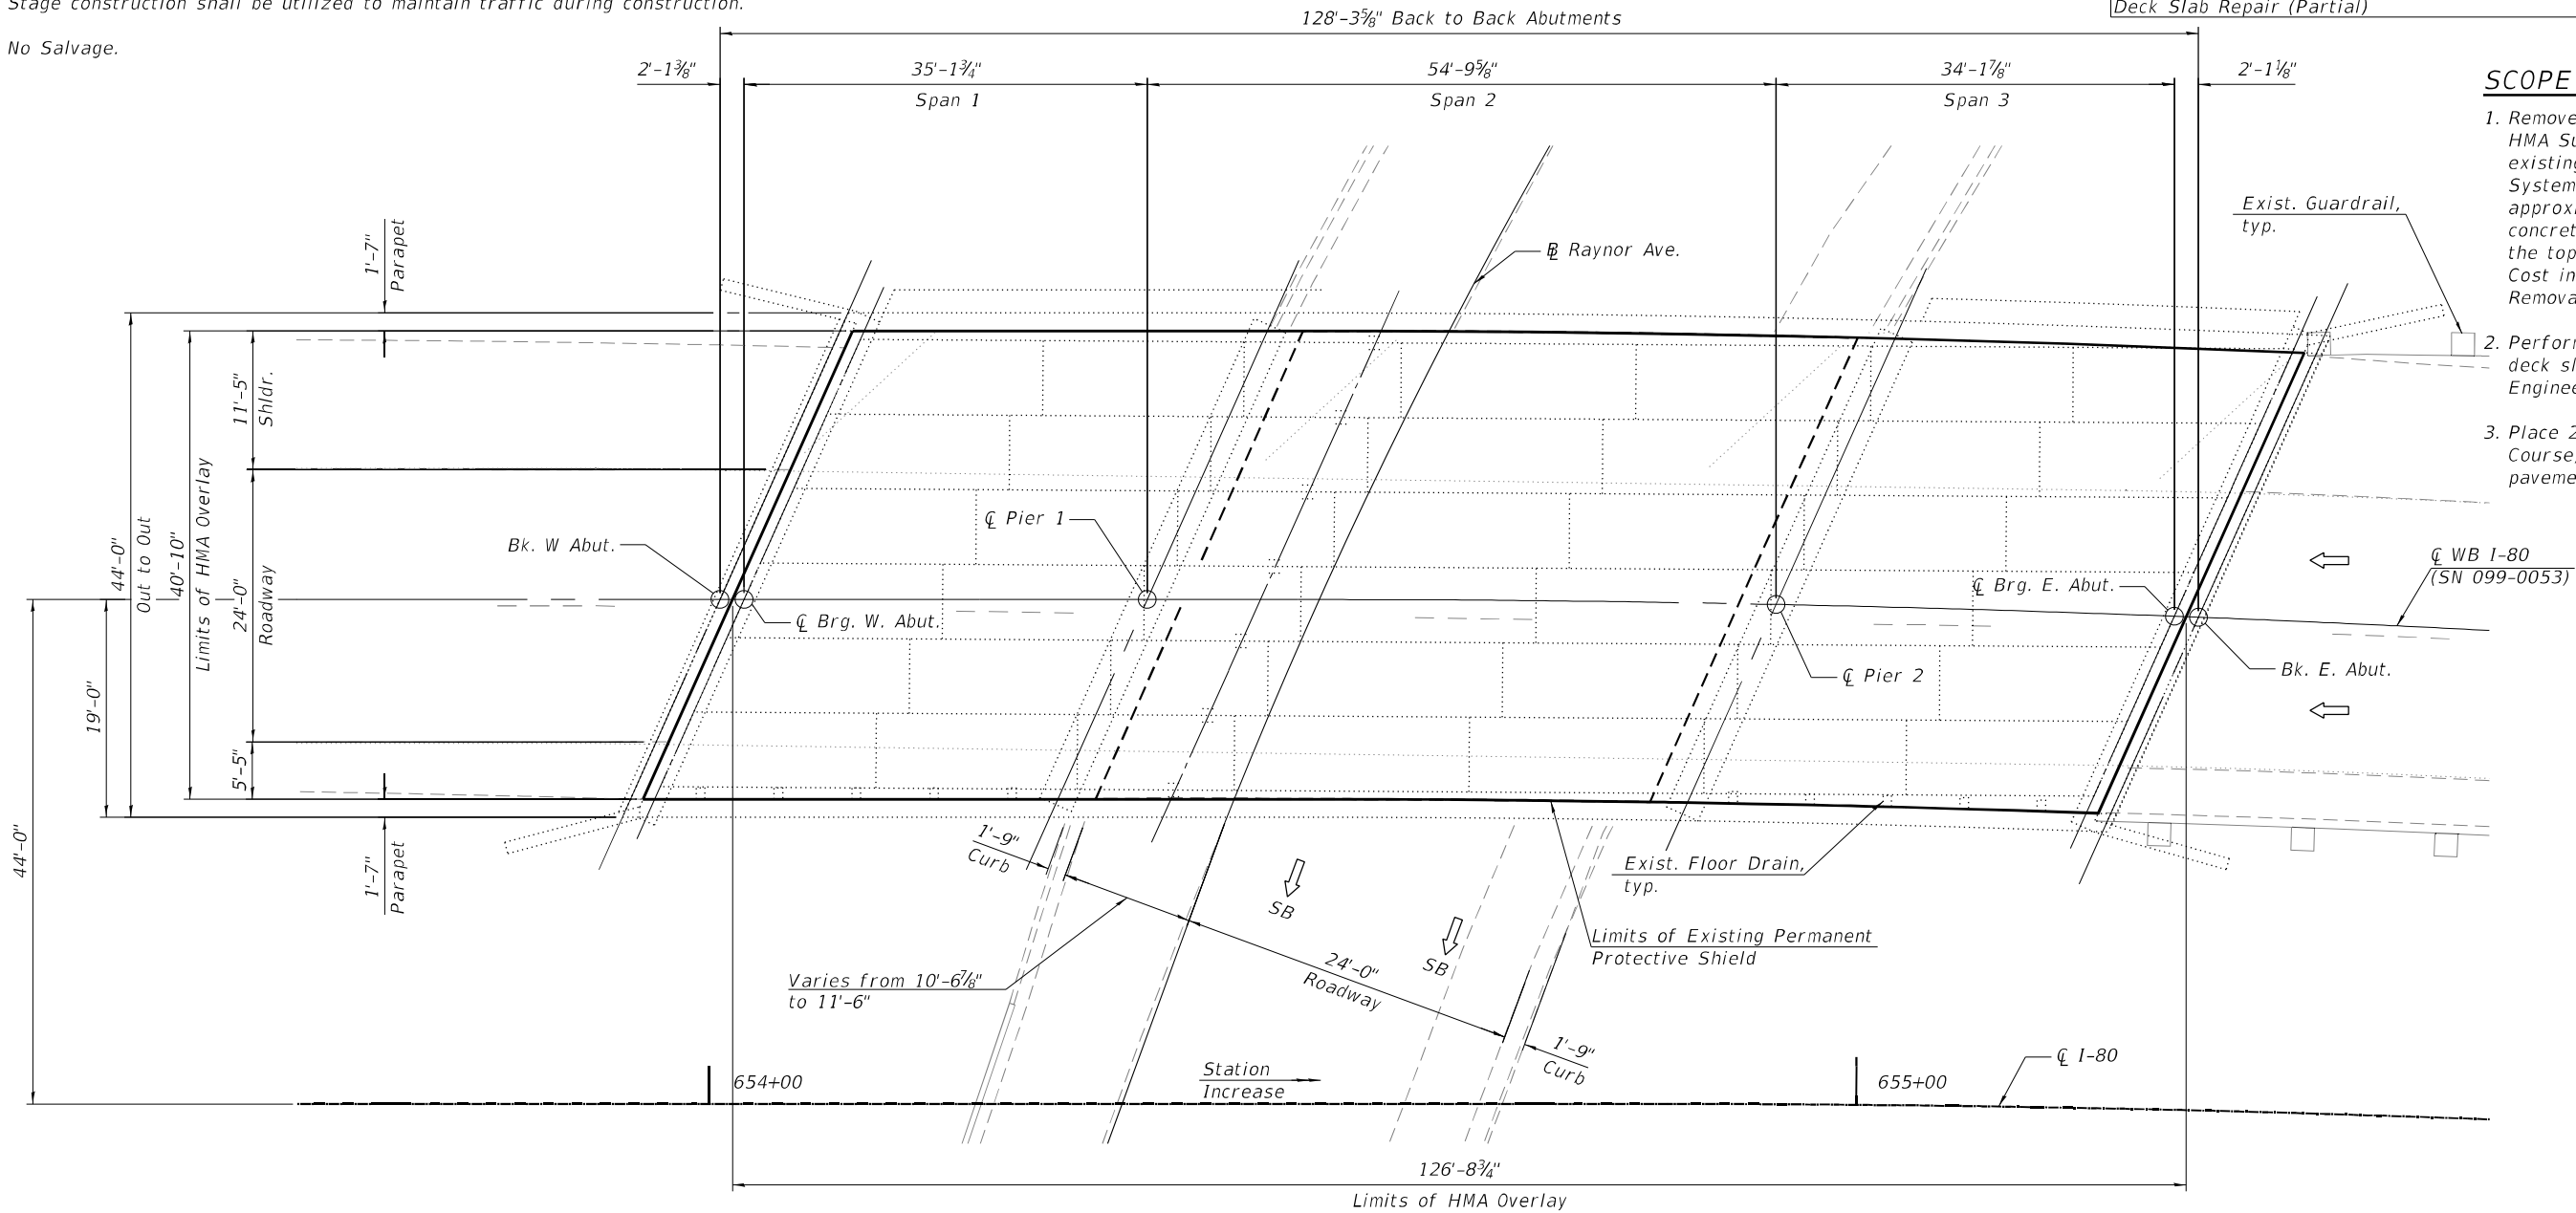 Stage construction shall be utilized to maintain traffic during construction.
No Salvage.
Deck Slab Repair (Partial)
128'-3⅝" Back to Back Abutments
2'-1⅜"
35'-1¾"
Span 1
54'-9⅝"
Span 2
34'-1⅞"
Span 3
2'-1⅛"
SCOPE
1. Remove
HMA Su
existing
System
approxi
concret
the top
Cost in
Remova
2. Perform
deck sl
Enginee
3. Place 2
Course,
paveme
Exist. Guardrail,
typ.
℄ WB I-80
(SN 099-0053)
1'-7"
Parapet
11'-5"
Shldr.
44'-0"
Out to Out
40'-10"
Limits of HMA Overlay
24'-0"
Roadway
19'-0"
5'-5"
44'-0"
1'-7"
Parapet
Raynor Ave.
℄ Pier 1
Bk. W Abut.
℄ Brg. W. Abut.
℄ Brg E. Abut.
℄ Pier 2
Bk. E. Abut.
1'-9"
Curb
SB
SB
Exist. Floor Drain,
typ.
Limits of Existing Permanent
Protective Shield
24'-0"
Roadway
Varies from 10'-6⅞"
to 11'-6"
1'-9"
Curb
654+00
Station
Increase
655+00
℄ I-80
126'-8¾"
Limits of HMA Overlay